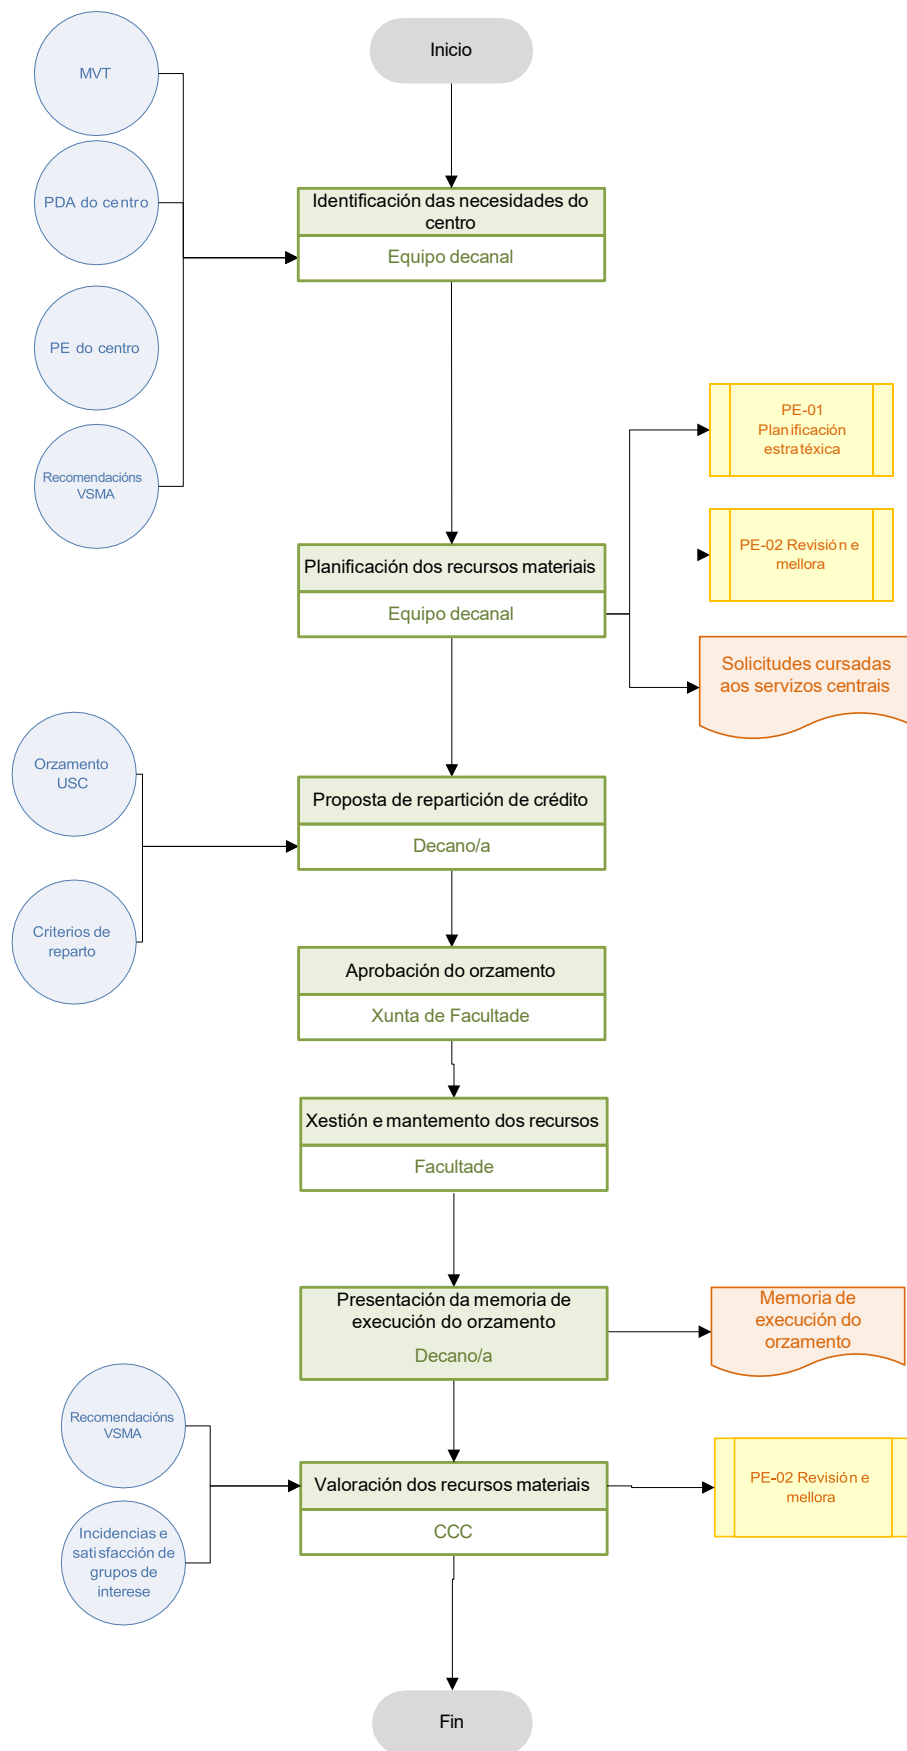 Inicio
MVT
PDA do centro
PE do centro
Recomendacións
VSMA
Identificación das necesidades do
centro
Equipo decanal
PE-01
Planificación
estratéxica
PE-02 Revisión e
mellora
Solicitudes cursadas
aos servizos centrais
Planificación dos recursos materiais
Equipo decanal
Orzamento
USC
Criterios de
reparto
Proposta de repartición de crédito
Decano/a
Aprobación do orzamento
Xunta de Facultade
Xestión e mantemento dos recursos
Facultade
Presentación da memoria de
execución do orzamento
Decano/a
Memoria de
execución do
orzamento
Recomendacións
VSMA
Incidencias e
satisfacción de
grupos de
interese
Valoración dos recursos materiais
CCC
PE-02 Revisión e
mellora
Fin